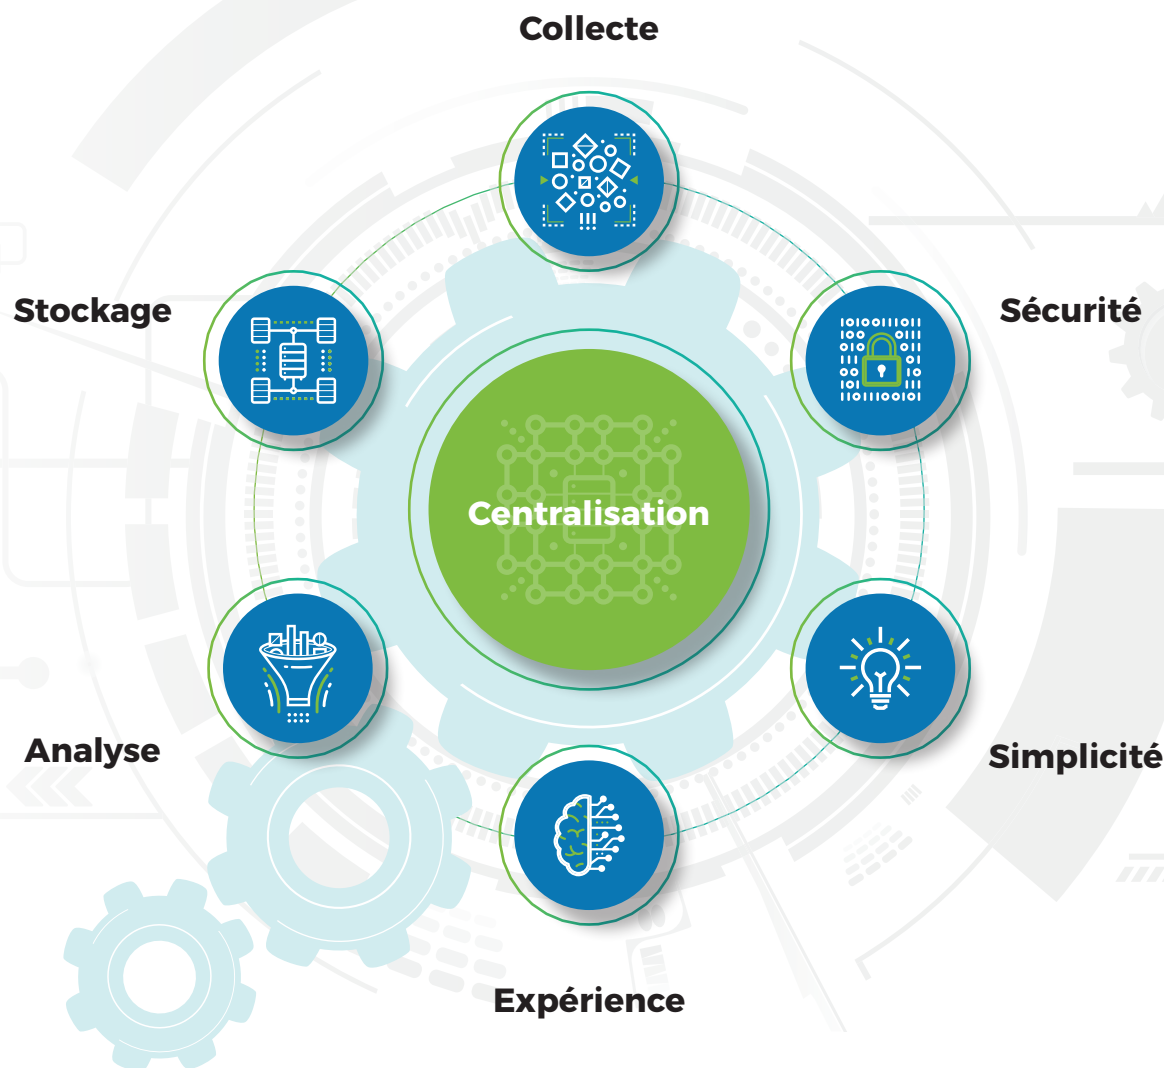 Collecte
Stockage
Sécurité
Centralisation
Analyse
Simplicité
Expérience